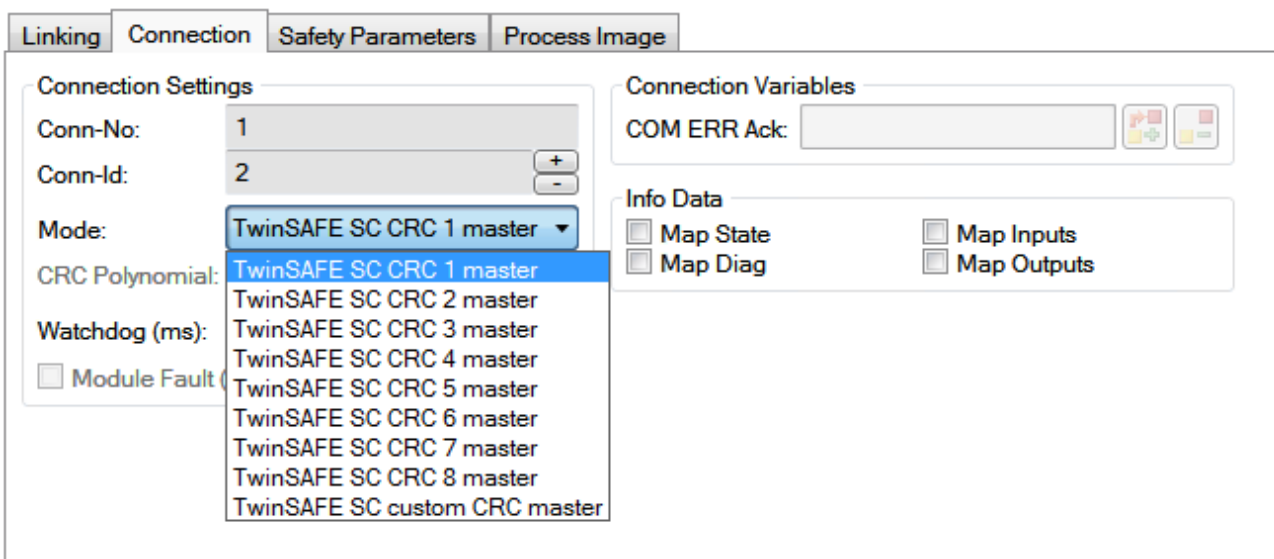 Linking Connection Safety Parameters Process Image
Connection Settings
Conn-No: 1
Conn-Id: 2 + -
Mode: TwinSAFE SC CRC 1 master
CRC Polynomial:
TwinSAFE SC CRC 1 master
TwinSAFE SC CRC 2 master
TwinSAFE SC CRC 3 master
Watchdog (ms):
TwinSAFE SC CRC 4 master
Module Fault (
TwinSAFE SC CRC 5 master
TwinSAFE SC CRC 6 master
TwinSAFE SC CRC 7 master
TwinSAFE SC CRC 8 master
TwinSAFE SC custom CRC master
Connection Variables
COM ERR Ack:
Info Data
Map State Map Inputs
Map Diag Map Outputs